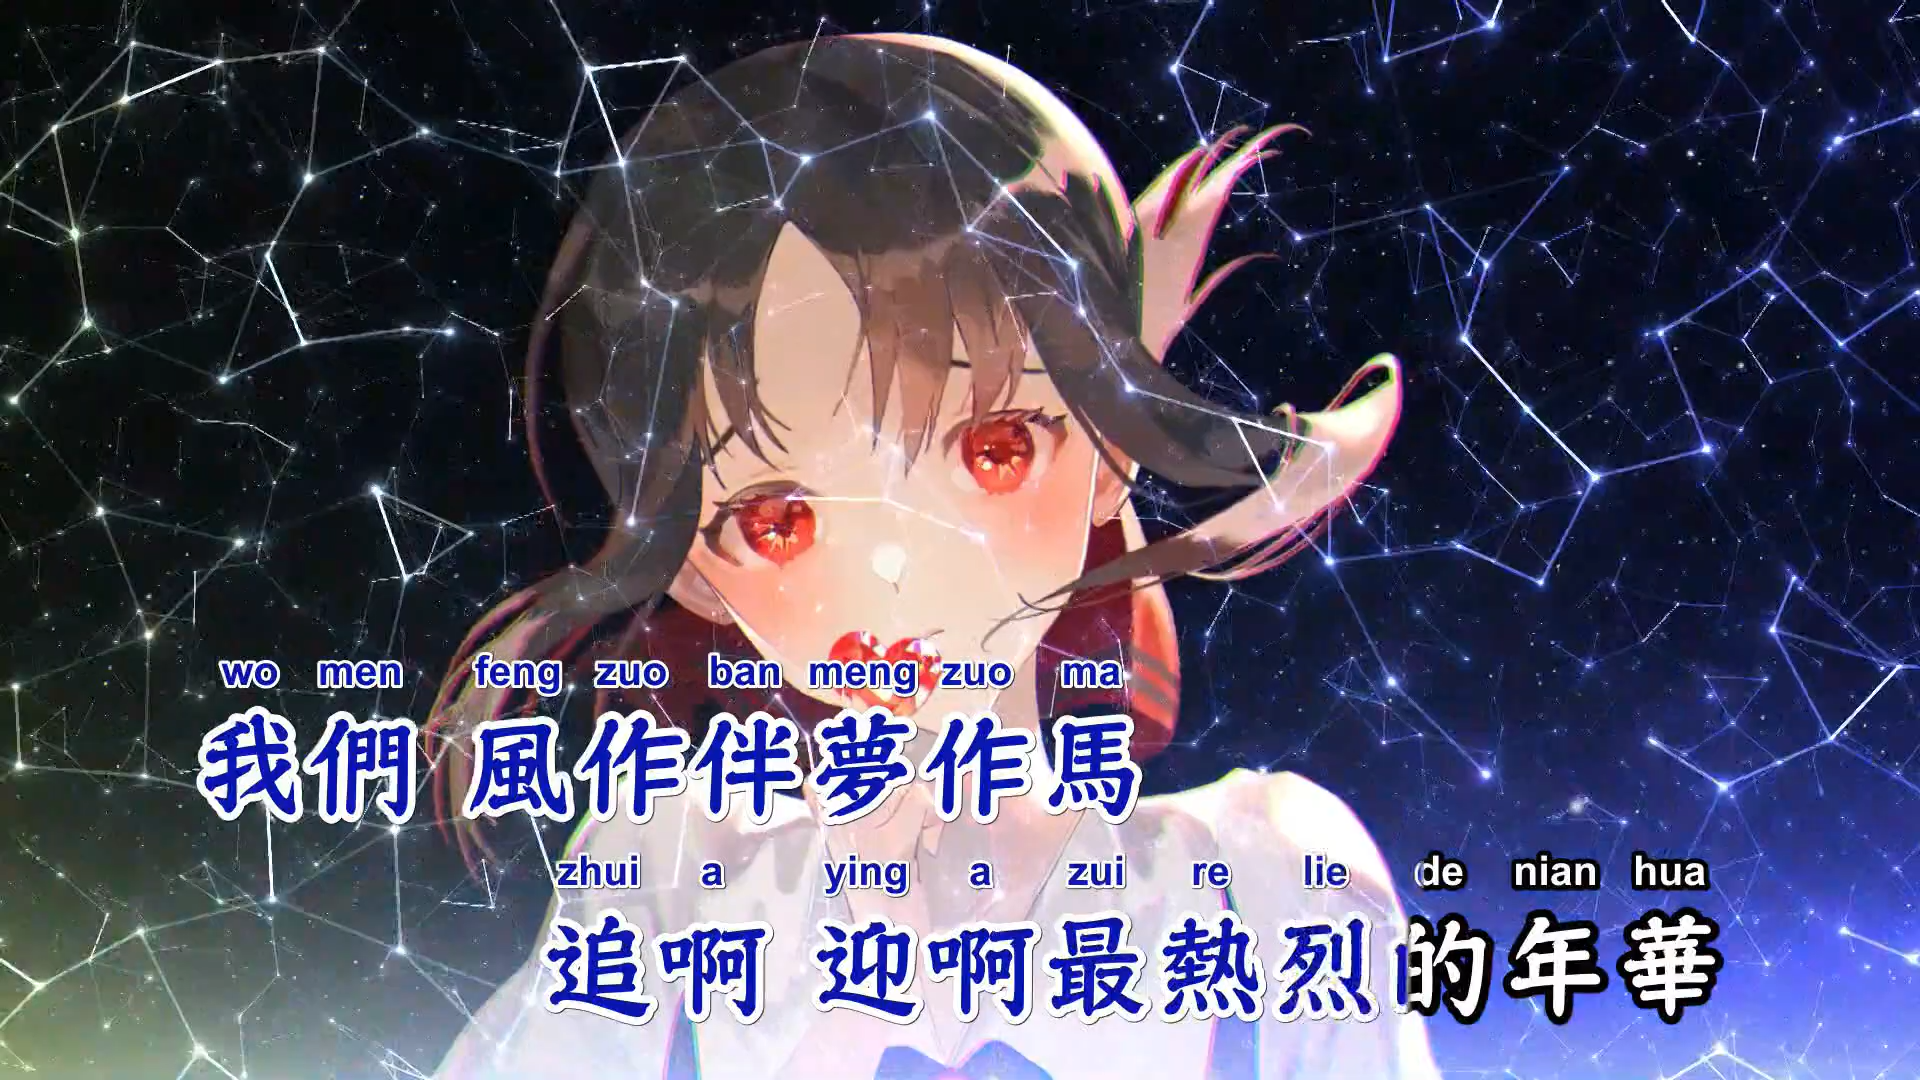 wo men feng zuo ban meng zuo ma
我們 風作伴夢作馬
zhui a ying a zui re lie de nian hua
追啊 迎啊最熱烈的年華